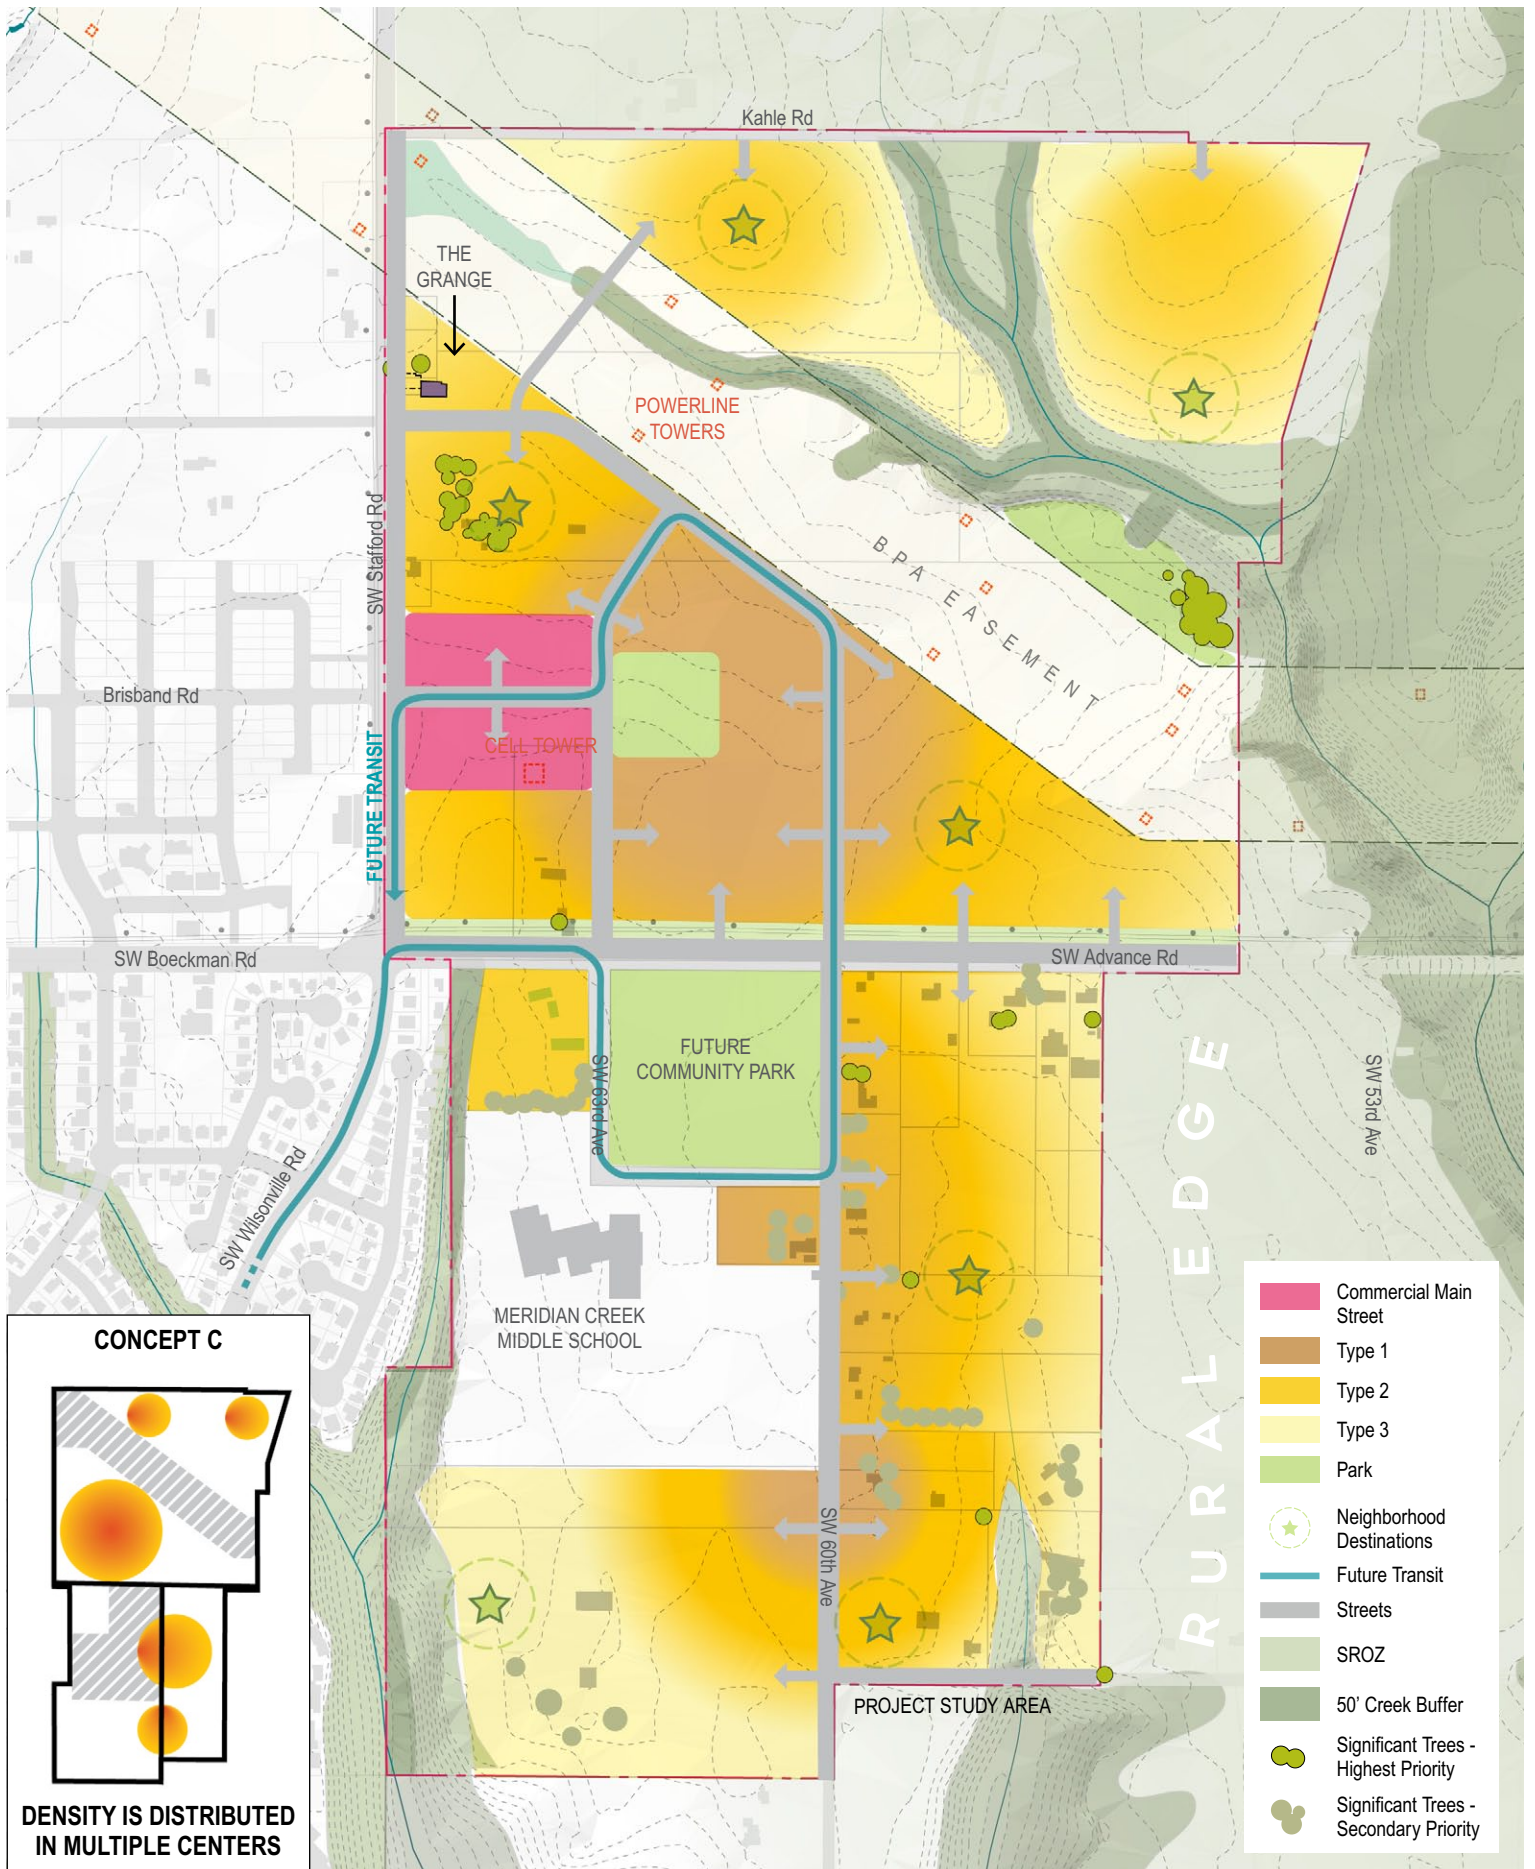 Kahle Rd
THE
GRANGE
POWERLINE
TOWERS
SW Stafford Rd
BPA EASEMENT
Brisband Rd
CELL TOWER
FUTURE TRANSIT
SW Boeckman Rd
SW Advance Rd
FUTURE
COMMUNITY PARK
SW 63rd Ave
SW 53rd Ave
RURAL EDGE
SW Wilsonville Rd
MERIDIAN CREEK
MIDDLE SCHOOL
SW 60th Ave
PROJECT STUDY AREA
CONCEPT C
DENSITY IS DISTRIBUTED
IN MULTIPLE CENTERS
Commercial Main
Street
Type 1
Type 2
Type 3
Park
Neighborhood
Destinations
Future Transit
Streets
SROZ
50' Creek Buffer
Significant Trees -
Highest Priority
Significant Trees -
Secondary Priority